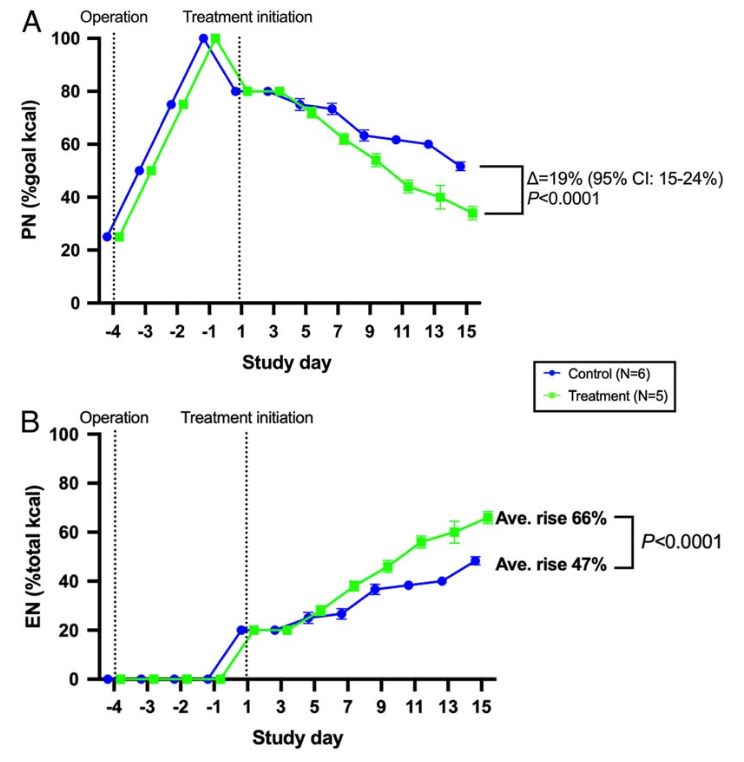 A
Operation
Treatment initiation
100
80
60
40
20
0
PN (%goal kcal)
Δ=19% (95% CI: 15-24%)
P<0.0001
-4 -3 -2 -1 1 3 5 7 9 11 13 15
Study day
Control (N=6)
Treatment (N=5)
B
Operation
Treatment initiation
100
80
60
40
20
0
EN (%total kcal)
Ave. rise 66%
P<0.0001
Ave. rise 47%
-4 -3 -2 -1 1 3 5 7 9 11 13 15
Study day